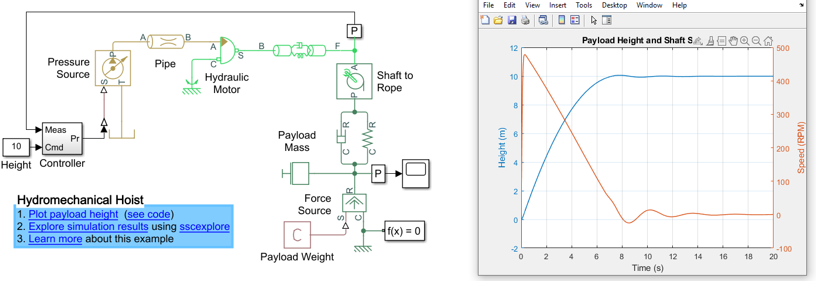 Pressure
Source
A
B
Pipe
P
S
T
A
C
S
Hydraulic
Motor
B
F
P
A
P
Shaft to
Rope
R
R
C
C
Payload
Mass
P
Force
Source
R
S
C
C
Payload Weight
f(x) = 0
10
Height
Meas
Cmd
Pr
Controller
Hydromechanical Hoist
1. Plot payload height (see code)
2. Explore simulation results using sscexplore
3. Learn more about this example
File Edit View Insert Tools Desktop Window Help
Payload Height and Shaft S
12
10
8
6
4
2
0
-2
Height (m)
500
400
300
200
100
0
-100
Speed (RPM)
0 2 4 6 8 10 12 14 16 18 20
Time (s)